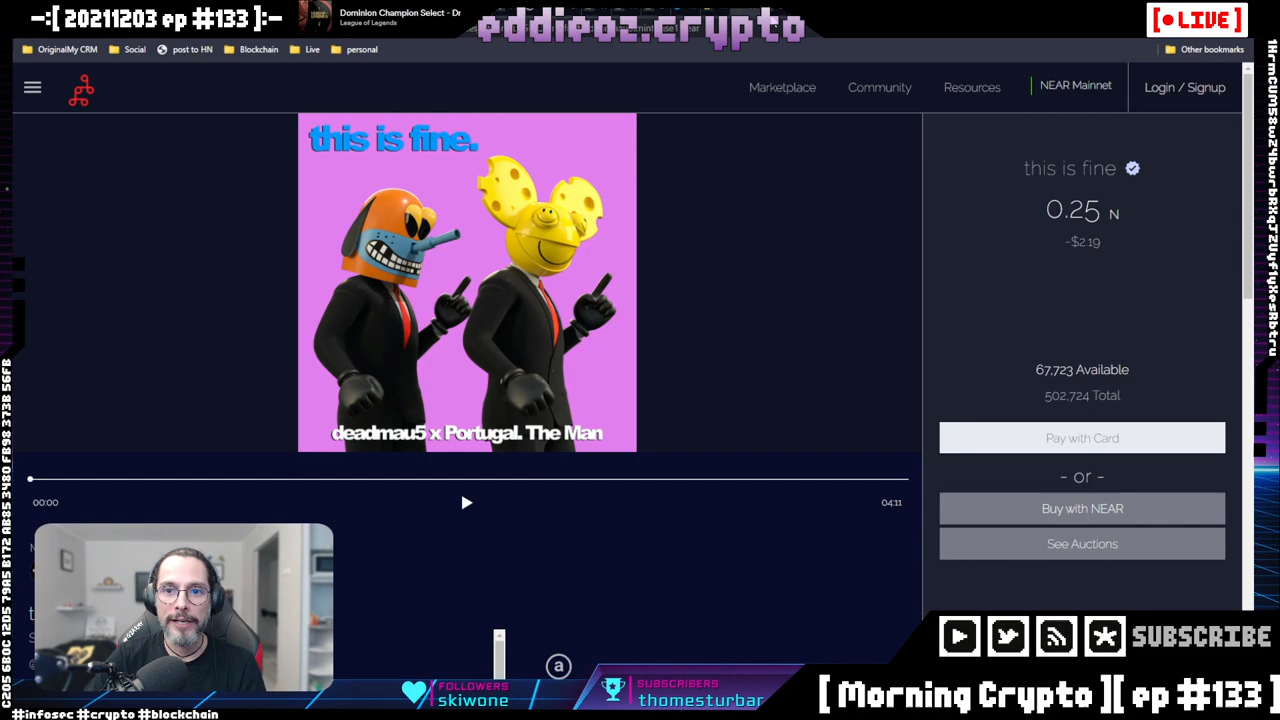 -:[ 20211203 ep #133 ]:-
Dominion Champion Select - Dr
League of Legends
eddieoz.crypto
[● LIVE ]
OriginalMy CRM
Social
post to HN
Blockchain
Live
personal
Other bookmarks
Marketplace
Community
Resources
NEAR Mainnet
Login / Signup
this is fine.
deadmau5 x Portugal. The Man
this is fine
0.25 N
~$2.19
67,723 Available
502,724 Total
Pay with Card
- or -
Buy with NEAR
See Auctions
00:00
04:11
a
FOLLOWERS
skiwone
SUBSCRIBERS
thomesturbar
SUBSCRIBE
[ Morning Crypto ][ ep #133 ]
#infosec #crypto #blockchain